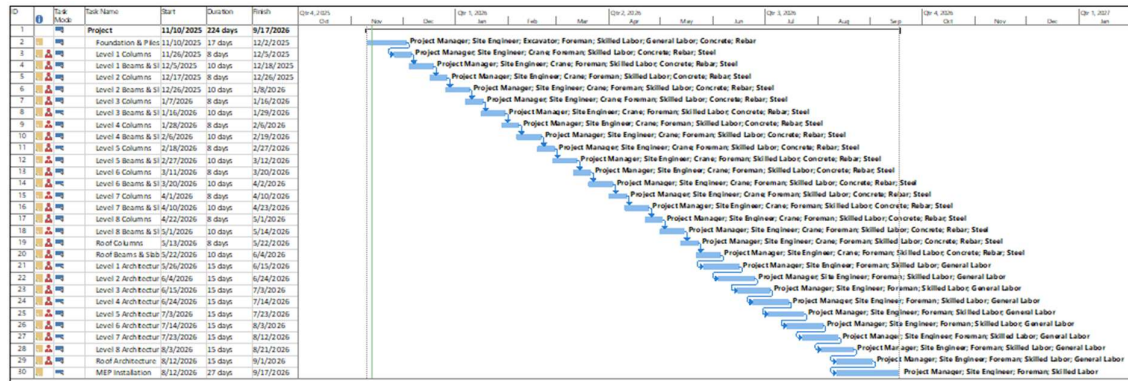 ID Task Mode Task Name Start Duration Finish Qtr 4, 2025 Qtr 1, 2026 Qtr 2, 2026 Qtr 3, 2026 Qtr 4, 2026 Qtr 1, 2027
Oct Nov Dec Jan Feb Mar Apr May Jun Jul Aug Sep Oct Nov Dec Jan
1 Project 11/10/2025 224 days 9/17/2026
2 Foundation & Piles 11/10/2025 17 days 12/2/2025 Project Manager; Site Engineer; Excavator; Foreman; Skilled Labor; General Labor; Concrete; Rebar
3 Level 1 Columns 11/26/2025 8 days 12/5/2025 Project Manager; Site Engineer; Crane; Foreman; Skilled Labor; Concrete; Rebar; Steel
4 Level 1 Beams & Sl 12/5/2025 10 days 12/18/2025 Project Manager; Site Engineer; Crane; Foreman; Skilled Labor; Concrete; Rebar; Steel
5 Level 2 Columns 12/17/2025 8 days 12/26/2025 Project Manager; Site Engineer; Crane; Foreman; Skilled Labor; Concrete; Rebar; Steel
6 Level 2 Beams & Sl 12/26/2025 10 days 1/8/2026 Project Manager; Site Engineer; Crane; Foreman; Skilled Labor; Concrete; Rebar; Steel
7 Level 3 Columns 1/7/2026 8 days 1/16/2026 Project Manager; Site Engineer; Crane; Foreman; Skilled Labor; Concrete; Rebar; Steel
8 Level 3 Beams & Sl 1/16/2026 10 days 1/29/2026 Project Manager; Site Engineer; Crane; Foreman; Skilled Labor; Concrete; Rebar; Steel
9 Level 4 Columns 1/28/2026 8 days 2/6/2026 Project Manager; Site Engineer; Crane; Foreman; Skilled Labor; Concrete; Rebar; Steel
10 Level 4 Beams & Sl 2/6/2026 10 days 2/19/2026 Project Manager; Site Engineer; Crane; Foreman; Skilled Labor; Concrete; Rebar; Steel
11 Level 5 Columns 2/18/2026 8 days 2/27/2026 Project Manager; Site Engineer; Crane; Foreman; Skilled Labor; Concrete; Rebar; Steel
12 Level 5 Beams & Sl 2/27/2026 10 days 3/12/2026 Project Manager; Site Engineer; Crane; Foreman; Skilled Labor; Concrete; Rebar; Steel
13 Level 6 Columns 3/11/2026 8 days 3/20/2026 Project Manager; Site Engineer; Crane; Foreman; Skilled Labor; Concrete; Rebar; Steel
14 Level 6 Beams & Sl 3/20/2026 10 days 4/2/2026 Project Manager; Site Engineer; Crane; Foreman; Skilled Labor; Concrete; Rebar; Steel
15 Level 7 Columns 4/1/2026 8 days 4/10/2026 Project Manager; Site Engineer; Crane; Foreman; Skilled Labor; Concrete; Rebar; Steel
16 Level 7 Beams & Sl 4/10/2026 10 days 4/23/2026 Project Manager; Site Engineer; Crane; Foreman; Skilled Labor; Concrete; Rebar; Steel
17 Level 8 Columns 4/22/2026 8 days 5/1/2026 Project Manager; Site Engineer; Crane; Foreman; Skilled Labor; Concrete; Rebar; Steel
18 Level 8 Beams & Sl 5/1/2026 10 days 5/14/2026 Project Manager; Site Engineer; Crane; Foreman; Skilled Labor; Concrete; Rebar; Steel
19 Roof Columns 5/13/2026 8 days 5/22/2026 Project Manager; Site Engineer; Crane; Foreman; Skilled Labor; Concrete; Rebar; Steel
20 Roof Beams & Slab 5/22/2026 10 days 6/4/2026 Project Manager; Site Engineer; Crane; Foreman; Skilled Labor; Concrete; Rebar; Steel
21 Level 1 Architectur 5/26/2026 15 days 6/15/2026 Project Manager; Site Engineer; Foreman; Skilled Labor; General Labor
22 Level 2 Architectur 6/4/2026 15 days 6/24/2026 Project Manager; Site Engineer; Foreman; Skilled Labor; General Labor
23 Level 3 Architectur 6/15/2026 15 days 7/3/2026 Project Manager; Site Engineer; Foreman; Skilled Labor; General Labor
24 Level 4 Architectur 6/24/2026 15 days 7/14/2026 Project Manager; Site Engineer; Foreman; Skilled Labor; General Labor
25 Level 5 Architectur 7/3/2026 15 days 7/23/2026 Project Manager; Site Engineer; Foreman; Skilled Labor; General Labor
26 Level 6 Architectur 7/14/2026 15 days 8/3/2026 Project Manager; Site Engineer; Foreman; Skilled Labor; General Labor
27 Level 7 Architectur 7/23/2026 15 days 8/12/2026 Project Manager; Site Engineer; Foreman; Skilled Labor; General Labor
28 Level 8 Architectur 8/3/2026 15 days 8/21/2026 Project Manager; Site Engineer; Foreman; Skilled Labor; General Labor
29 Roof Architecture 8/12/2026 15 days 9/1/2026 Project Manager; Site Engineer; Foreman; Skilled Labor; General Labor
30 MEP Installation 8/12/2026 27 days 9/17/2026 Project Manager; Site Engineer; Foreman; Skilled Labor